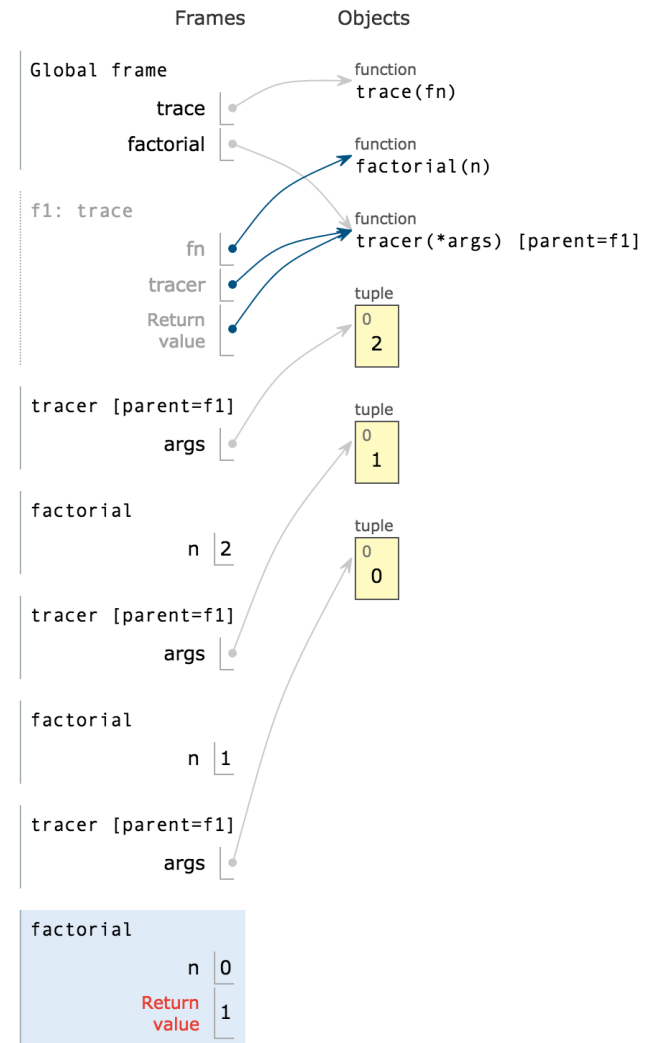 Frames Objects
Global frame
trace
factorial
function
trace(fn)
function
factorial(n)
function
tracer(*args) [parent=f1]
f1: trace
fn
tracer
Return
value
tuple
0
2
tracer [parent=f1]
args
tuple
0
1
factorial
n 2
tuple
0
0
tracer [parent=f1]
args
factorial
n 1
tracer [parent=f1]
args
factorial
n 0
Return
value 1